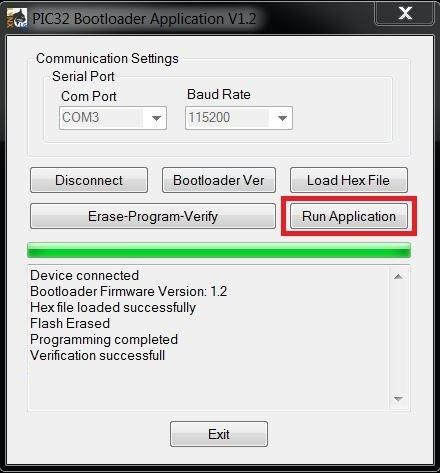 PIC32 Bootloader Application V1.2
X
Communication Settings
Serial Port
Com Port
Baud Rate
COM3
115200
Disconnect
Bootloader Ver
Load Hex File
Erase-Program-Verify
Run Application
Device connected
Bootloader Firmware Version: 1.2
Hex file loaded successfully
Flash Erased
Programming completed
Verification successfull
Exit